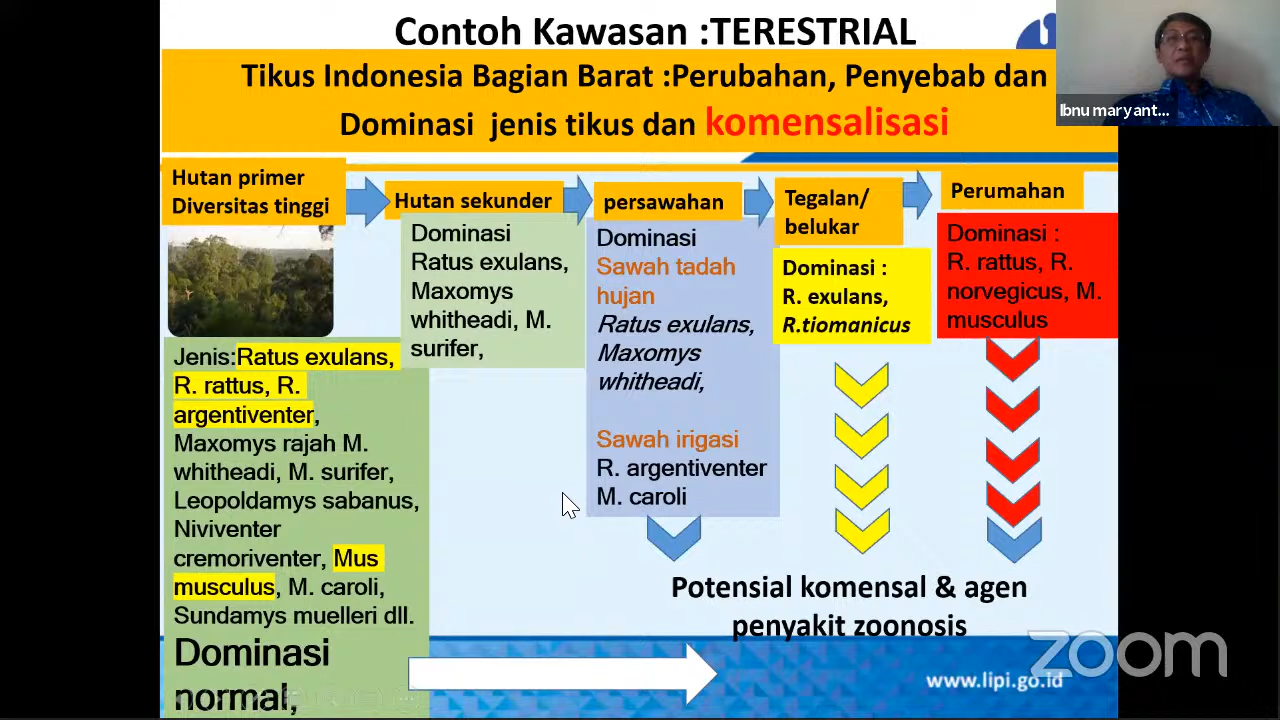 Contoh Kawasan :TERESTRIAL
Tikus Indonesia Bagian Barat :Perubahan, Penyebab dan
Dominasi jenis tikus dan komensalisasi
Ibnu maryant...
Hutan primer
Diversitas tinggi
Jenis:Ratus exulans,
R. rattus, R.
argentiventer,
Maxomys rajah M.
whitheadi, M. surifer,
Leopoldamys sabanus,
Niviventer
cremoriventer, Mus
musculus, M. caroli,
Sundamys muelleri dll.
Dominasi
normal,
Hutan sekunder
Dominasi
Ratus exulans,
Maxomys
whitheadi, M.
surifer,
persawahan
Dominasi
Sawah tadah
hujan
Ratus exulans,
Maxomys
whitheadi,
Sawah irigasi
R. argentiventer
M. caroli
Tegalan/
belukar
Dominasi :
R. exulans,
R.tiomanicus
Perumahan
Dominasi :
R. rattus, R.
norvegicus, M.
musculus
Potensial komensal & agen
penyakit zoonosis
zoom
www.lipi.go.id